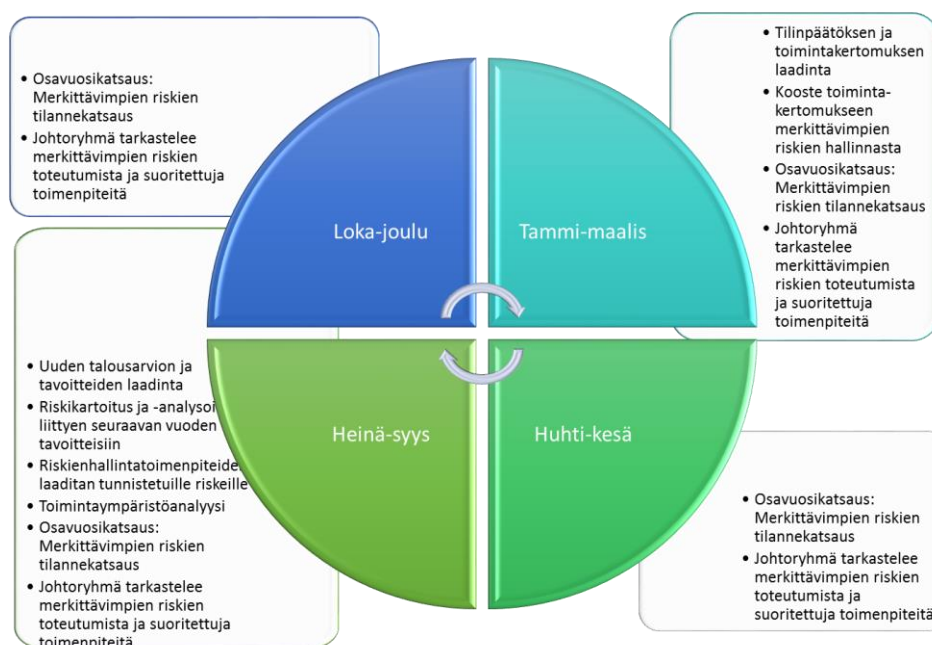 • Osavuosikatsaus:
Merkittävimpien riskien
tilannekatsaus
• Johtoryhmä tarkastelee
merkittävimpien riskien
toteutumista ja suoritettuja
toimenpiteitä
Loka-joulu
• Tilinpäätöksen ja
toimintakertomuksen
laadinta
• Kooste toiminta-
kertomukseen
merkittävimpien
riskien hallinnasta
• Osavuosikatsaus:
Merkittävimpien
riskien tilannekatsaus
• Johtoryhmä
tarkastelee
merkittävimpien
riskien toteutumista
ja suoritettuja
toimenpiteitä
Tammi-maalis
• Uuden talousarvion ja
tavoitteiden laadinta
• Riskikartoitus ja -analysoi
liittyen seuraavan vuoden
tavoitteisiin
• Riskienhallintatoimenpiteide
laaditan tunnistetuille riskeille
• Toimintaympäristöanalyysi
• Osavuosikatsaus:
Merkittävimpien riskien
tilannekatsaus
• Johtoryhmä tarkastelee
merkittävimpien riskien
toteutumista ja suoritettuja
toimenpiteitä
Heinä-syys
Huhti-kesä
• Osavuosikatsaus:
Merkittävimpien riskien
tilannekatsaus
• Johtoryhmä tarkastelee
merkittävimpien riskien
toteutumista ja
suoritettuja toimenpiteitä